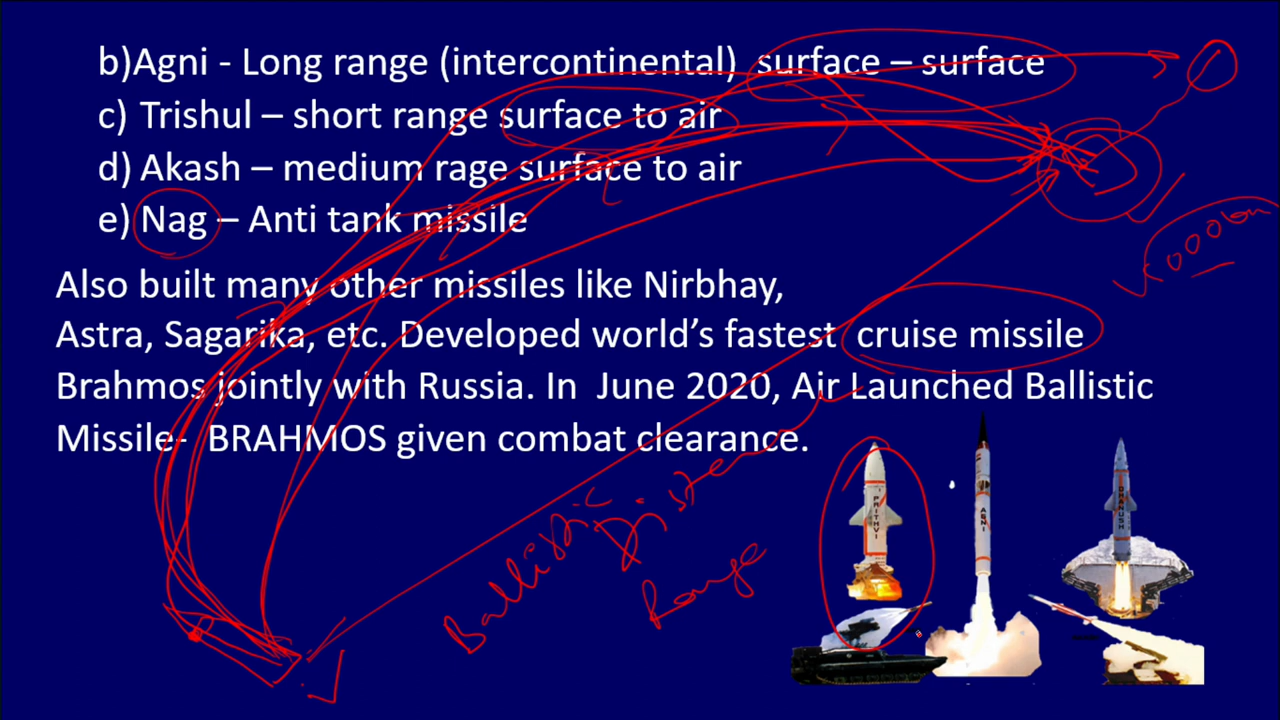 b)Agni - Long range (intercontinental) surface – surface
c) Trishul – short range surface to air
d) Akash – medium rage surface to air
e) Nag – Anti tank missile
Also built many other missiles like Nirbhay,
Astra, Sagarika, etc. Developed world's fastest cruise missile
Brahmos jointly with Russia. In June 2020, Air Launched Ballistic
Missile- BRAHMOS given combat clearance.
Ballistic
Distance
Range
PRITHVI
AGNI
DHANUSH